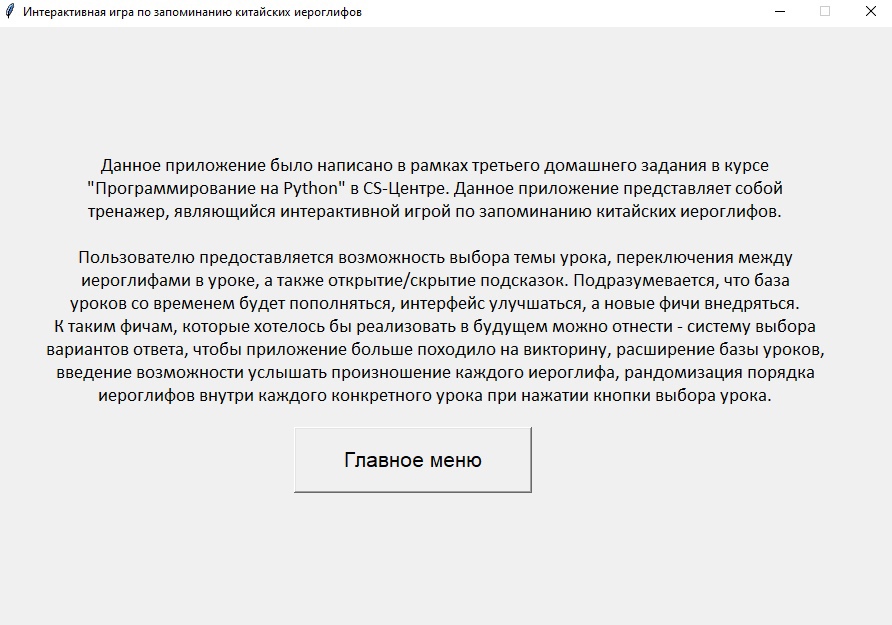 Интерактивная игра по запоминанию китайских иероглифов
Данное приложение было написано в рамках третьего домашнего задания в курсе
"Программирование на Python" в CS-Центре. Данное приложение представляет собой
тренажер, являющийся интерактивной игрой по запоминанию китайских иероглифов.
Пользователю предоставляется возможность выбора темы урока, переключения между
иероглифами в уроке, а также открытие/скрытие подсказок. Подразумевается, что база
уроков со временем будет пополняться, интерфейс улучшаться, а новые фичи внедряться.
К таким фичам, которые хотелось бы реализовать в будущем можно отнести - систему выбора
вариантов ответа, чтобы приложение больше походило на викторину, расширение базы уроков,
введение возможности услышать произношение каждого иероглифа, рандомизация порядка
иероглифов внутри каждого конкретного урока при нажатии кнопки выбора урока.
Главное меню